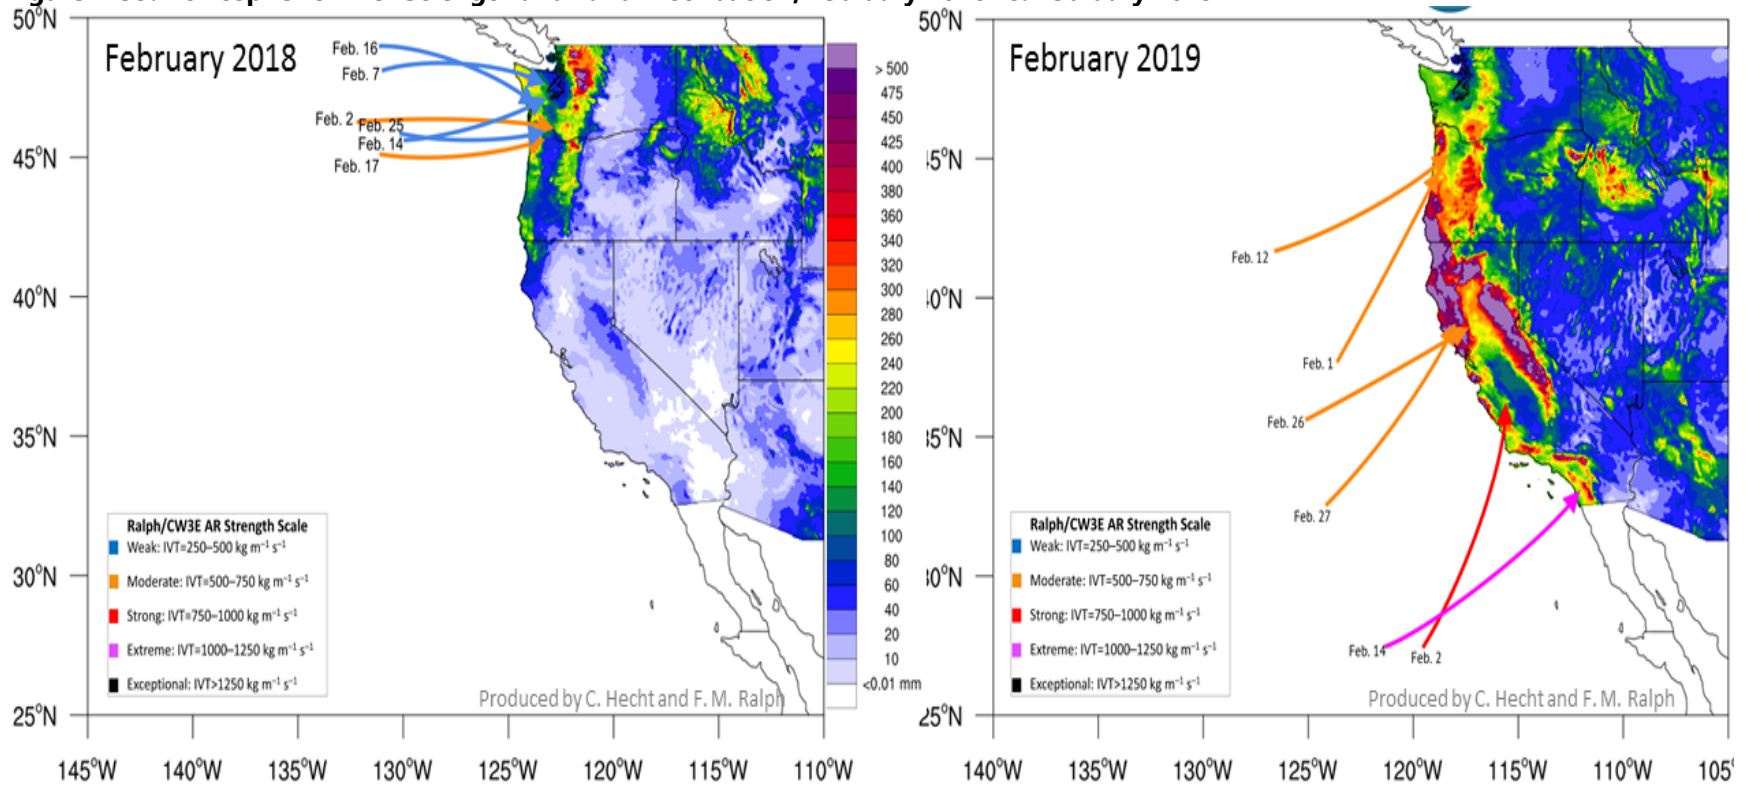 February 2018
Feb. 16
Feb. 7
Feb. 2
Feb. 25
Feb. 14
Feb. 17
50°N
45°N
40°N
35°N
30°N
25°N
145°W 140°W 135°W 130°W 125°W 120°W 115°W 110°W
Ralph/CW3E AR Strength Scale
Weak: IVT=250–500 kg m⁻¹ s⁻¹
Moderate: IVT=500–750 kg m⁻¹ s⁻¹
Strong: IVT=750–1000 kg m⁻¹ s⁻¹
Extreme: IVT=1000–1250 kg m⁻¹ s⁻¹
Exceptional: IVT>1250 kg m⁻¹ s⁻¹
Produced by C. Hecht and F. M. Ralph
> 500
475
450
425
400
380
360
340
320
300
280
260
240
220
200
180
160
140
120
100
80
60
40
20
10
<0.01 mm
February 2019
Feb. 12
Feb. 1
Feb. 26
Feb. 27
Feb. 14
Feb. 2
50°N
45°N
40°N
35°N
30°N
25°N
140°W 135°W 130°W 125°W 120°W 115°W 110°W 105°
Ralph/CW3E AR Strength Scale
Weak: IVT=250–500 kg m⁻¹ s⁻¹
Moderate: IVT=500–750 kg m⁻¹ s⁻¹
Strong: IVT=750–1000 kg m⁻¹ s⁻¹
Extreme: IVT=1000–1250 kg m⁻¹ s⁻¹
Exceptional: IVT>1250 kg m⁻¹ s⁻¹
Produced by C. Hecht and F. M. Ralph